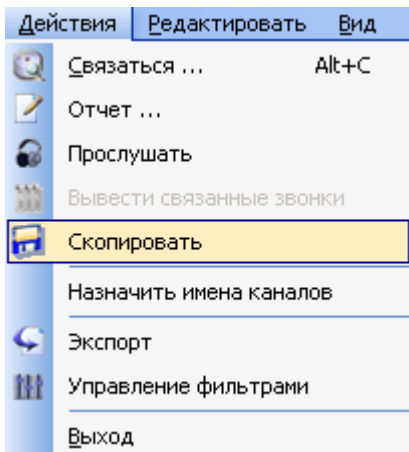 Действия Редактировать Вид
Связаться ... Alt+C
Отчет ...
Прослушать
Вывести связанные звонки
Скопировать
Назначить имена каналов
Экспорт
Управление фильтрами
Выход